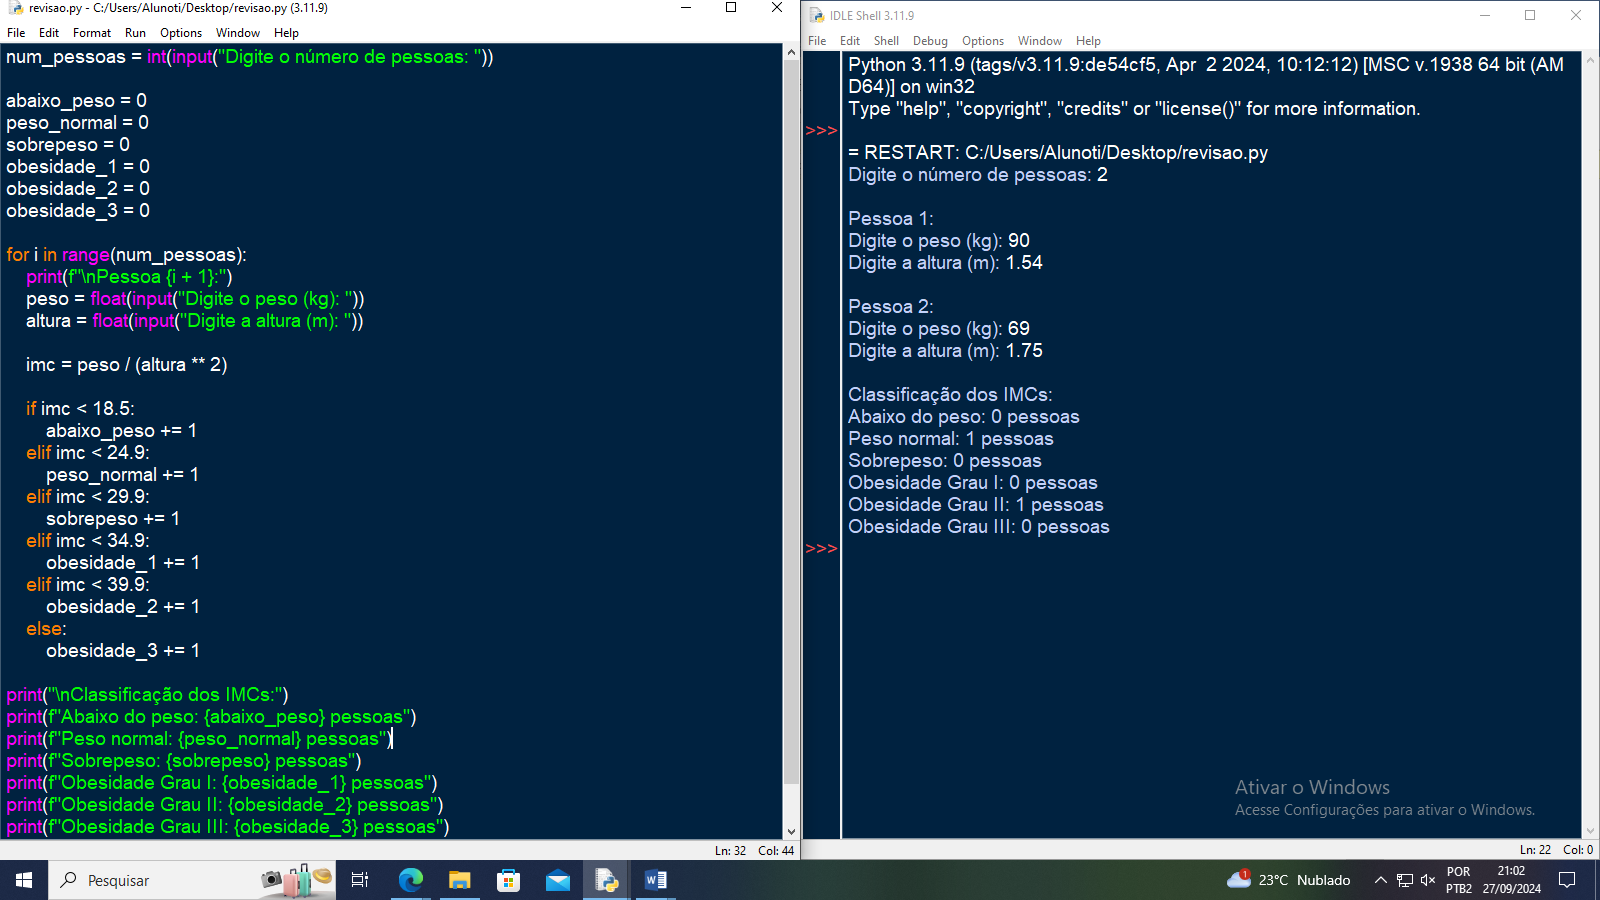 revisao.py - C:/Users/Alunoti/Desktop/revisao.py (3.11.9)
File Edit Format Run Options Window Help
num_pessoas = int(input("Digite o número de pessoas: "))
abaixo_peso = 0
peso_normal = 0
sobrepeso = 0
obesidade_1 = 0
obesidade_2 = 0
obesidade_3 = 0
for i in range(num_pessoas):
    print(f"\nPessoa {i + 1}:")
    peso = float(input("Digite o peso (kg): "))
    altura = float(input("Digite a altura (m): "))
    imc = peso / (altura ** 2)
    if imc < 18.5:
        abaixo_peso += 1
    elif imc < 24.9:
        peso_normal += 1
    elif imc < 29.9:
        sobrepeso += 1
    elif imc < 34.9:
        obesidade_1 += 1
    elif imc < 39.9:
        obesidade_2 += 1
    else:
        obesidade_3 += 1
print("\nClassificação dos IMCs:")
print(f"Abaixo do peso: {abaixo_peso} pessoas")
print(f"Peso normal: {peso_normal} pessoas")
print(f"Sobrepeso: {sobrepeso} pessoas")
print(f"Obesidade Grau I: {obesidade_1} pessoas")
print(f"Obesidade Grau II: {obesidade_2} pessoas")
print(f"Obesidade Grau III: {obesidade_3} pessoas")
Ln: 32 Col: 44
IDLE Shell 3.11.9
File Edit Shell Debug Options Window Help
Python 3.11.9 (tags/v3.11.9:de54cf5, Apr  2 2024, 10:12:12) [MSC v.1938 64 bit (AM
D64)] on win32
Type "help", "copyright", "credits" or "license()" for more information.
>>>
= RESTART: C:/Users/Alunoti/Desktop/revisao.py
Digite o número de pessoas: 2
Pessoa 1:
Digite o peso (kg): 90
Digite a altura (m): 1.54
Pessoa 2:
Digite o peso (kg): 69
Digite a altura (m): 1.75
Classificação dos IMCs:
Abaixo do peso: 0 pessoas
Peso normal: 1 pessoas
Sobrepeso: 0 pessoas
Obesidade Grau I: 0 pessoas
Obesidade Grau II: 1 pessoas
Obesidade Grau III: 0 pessoas
>>>
Ativar o Windows
Acesse Configurações para ativar o Windows.
Ln: 22 Col: 0
Pesquisar
1
23°C Nublado
POR
PTB2
21:02
27/09/2024